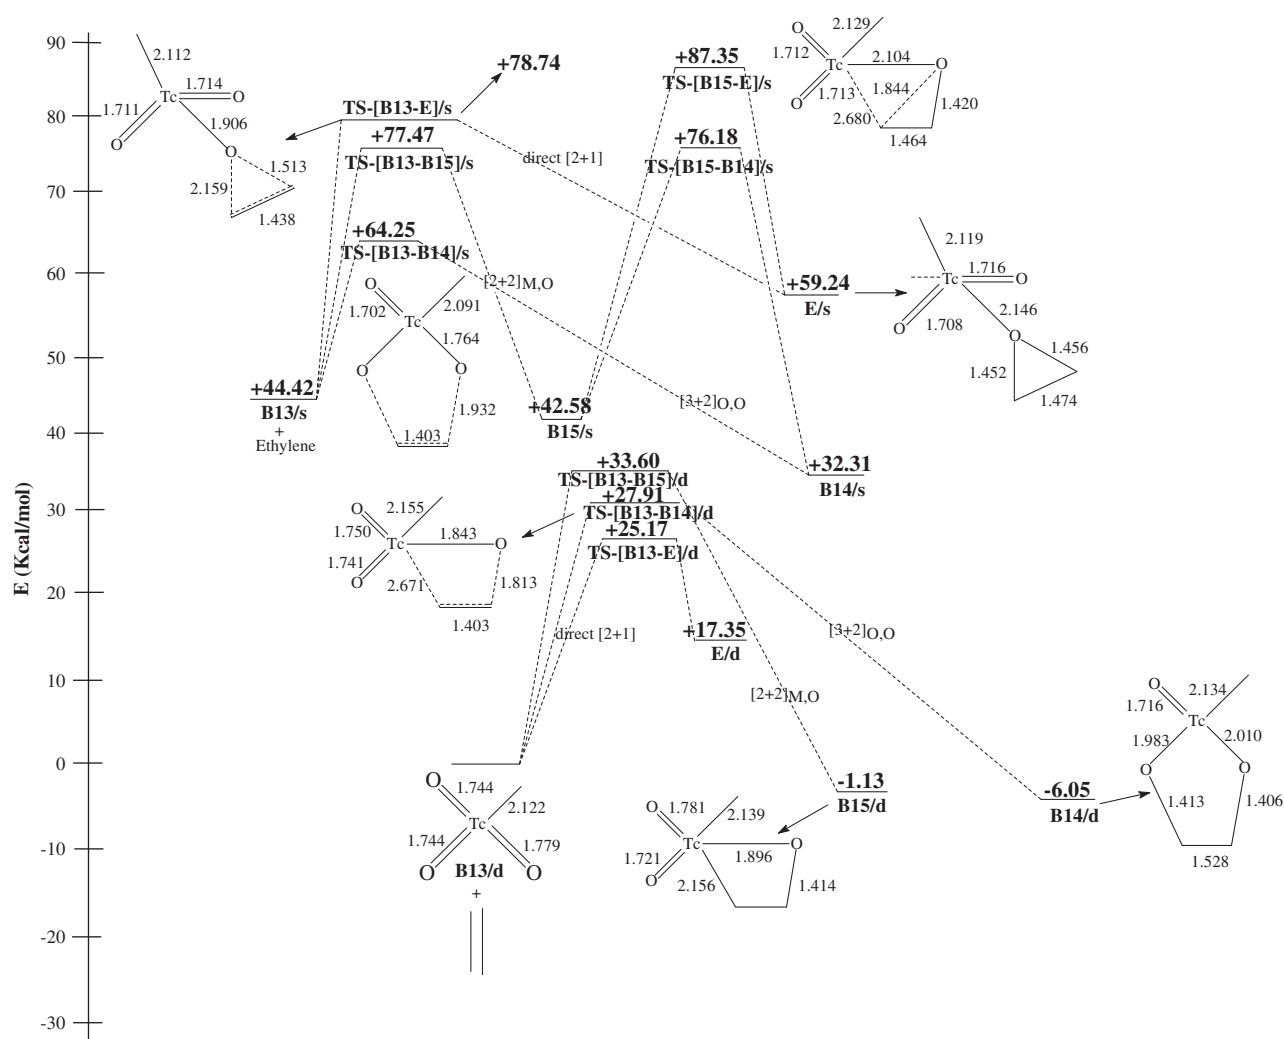 E (Kcal/mol)
90
80
70
60
50
40
30
20
10
0
-10
-20
-30
2.112
1.714
Tc
O
1.711
O
1.906
O
1.513
2.159
1.438
+78.74
TS-[B13-E]/s
+77.47
TS-[B13-B15]/s
+64.25
TS-[B13-B14]/s
direct [2+1]
[2+2]M,O
[3+2]O,O
+87.35
TS-[B15-E]/s
+76.18
TS-[B15-B14]/s
O
2.129
1.712
Tc
2.104
O
O
1.713
1.844
2.680
1.420
1.464
2.119
Tc
1.716
O
O
1.708
2.146
O
1.456
1.452
1.474
+59.24
E/s
O
1.702
2.091
Tc
1.764
O
O
1.932
1.403
+44.42
B13/s
+
Ethylene
+42.58
B15/s
+32.31
B14/s
+33.60
TS-[B13-B15]/d
+27.91
TS-[B13-B14]/d
+25.17
TS-[B13-E]/d
O
2.155
1.750
Tc
1.843
O
1.741
O
2.671
1.813
1.403
direct [2+1]
+17.35
E/d
[3+2]O,O
[2+2]M,O
O
1.744
2.122
Tc
1.744
1.779
O
O
B13/d
+
-1.13
B15/d
O
1.781
2.139
Tc
1.896
O
1.721
O
2.156
1.414
-6.05
B14/d
O
2.134
1.716
Tc
1.983
2.010
O
O
1.413
1.406
1.528